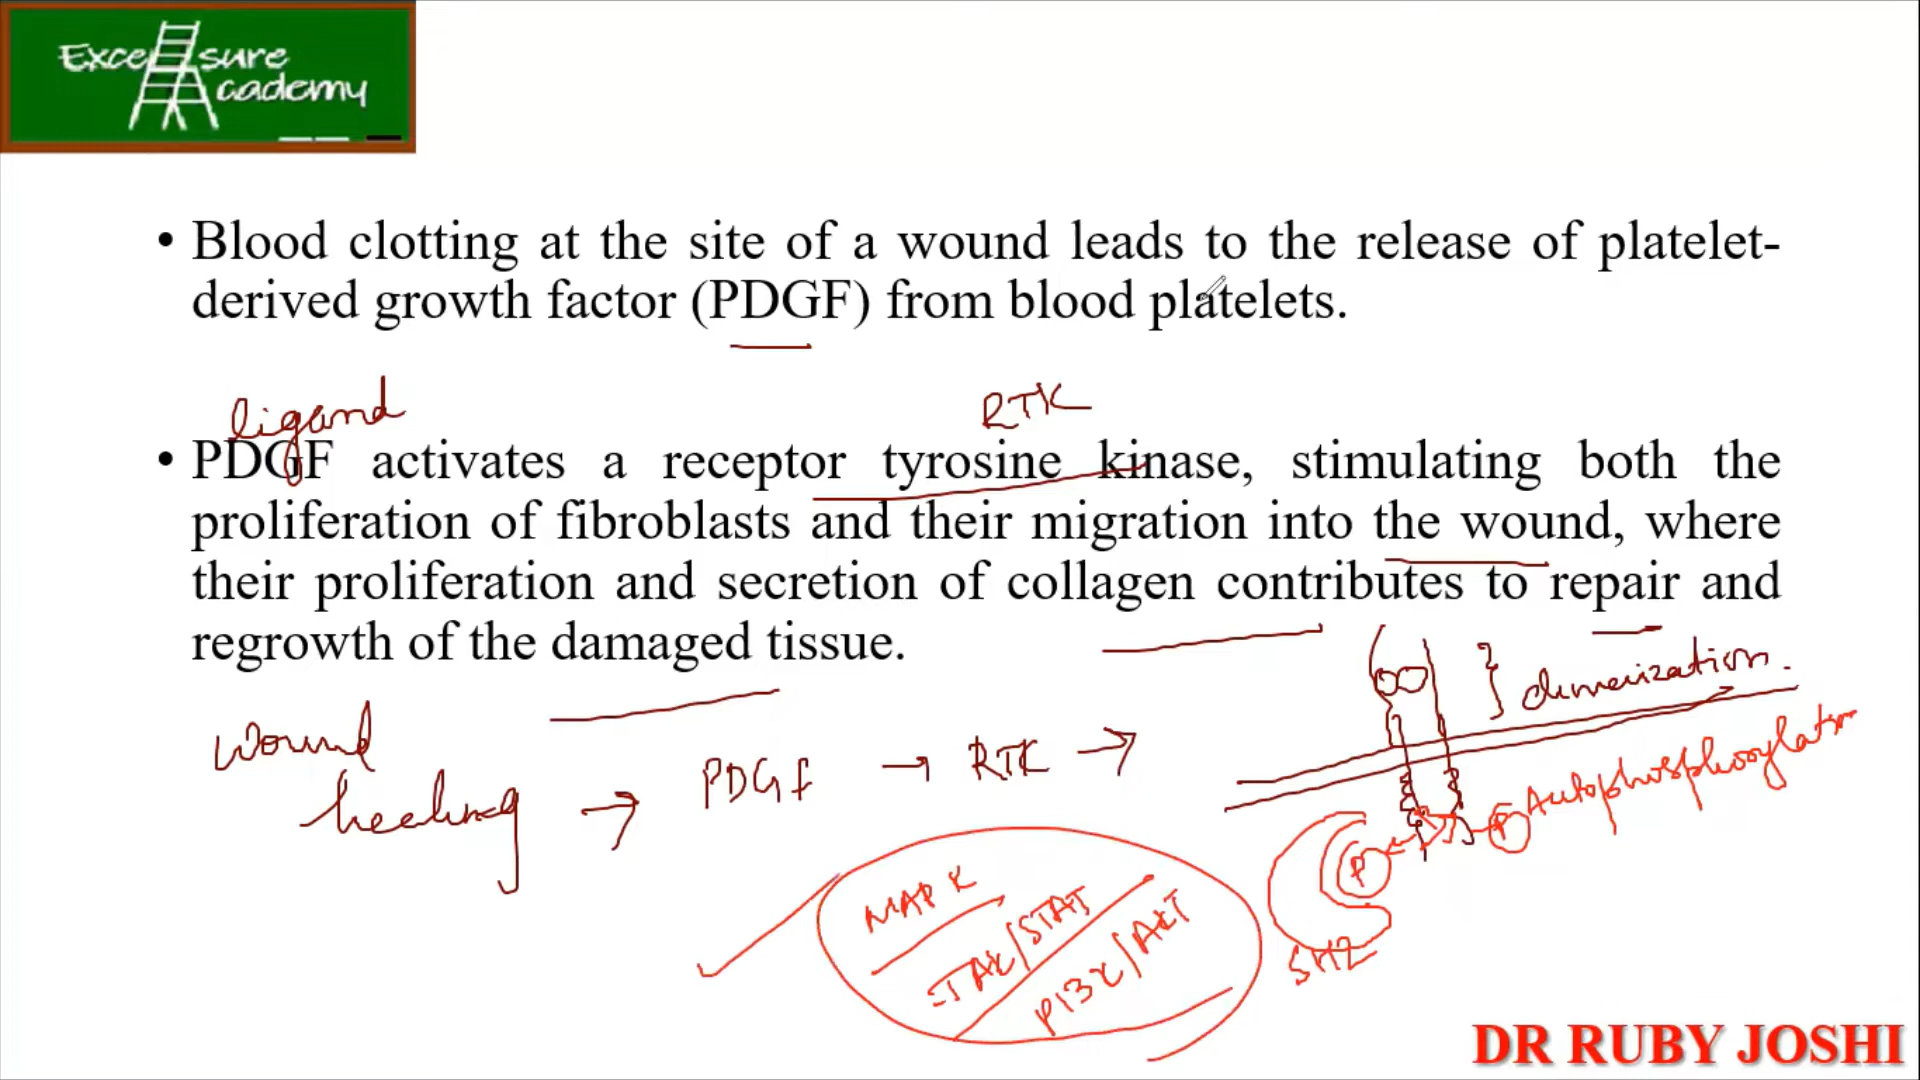 Excelsure
Academy
• Blood clotting at the site of a wound leads to the release of platelet-
derived growth factor (PDGF) from blood platelets.
ligand
RTK
• PDGF activates a receptor tyrosine kinase, stimulating both the
proliferation of fibroblasts and their migration into the wound, where
their proliferation and secretion of collagen contributes to repair and
regrowth of the damaged tissue.
dimerization.
wound
healing → PDGF → RTK →
Autophosphorylation
P
P
MAPK
JAK/STAT
PI3K/AKT
SH2
DR RUBY JOSHI